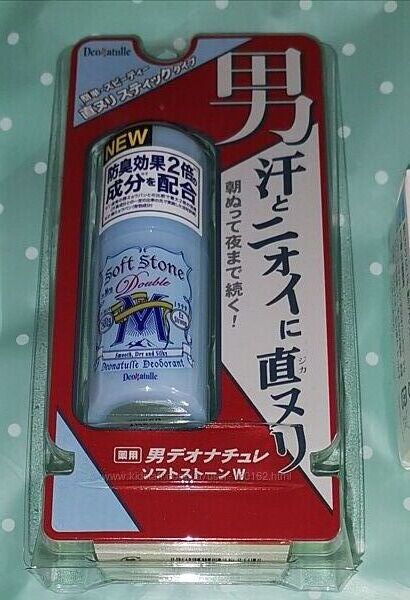 Deonatulle
簡単・スピーディー
直ヌリスティックタイプ
男
汗とニオイに直ヌリ
ジカ
朝ぬって夜まで続く!
NEW
防臭効果2倍の
成分を配合
Soft Stone
Double
M
Smooth, Dry and Silky
Deonatulle Deodorant
Deonatulle
薬用 男デオナチュレ
ソフトストーンW